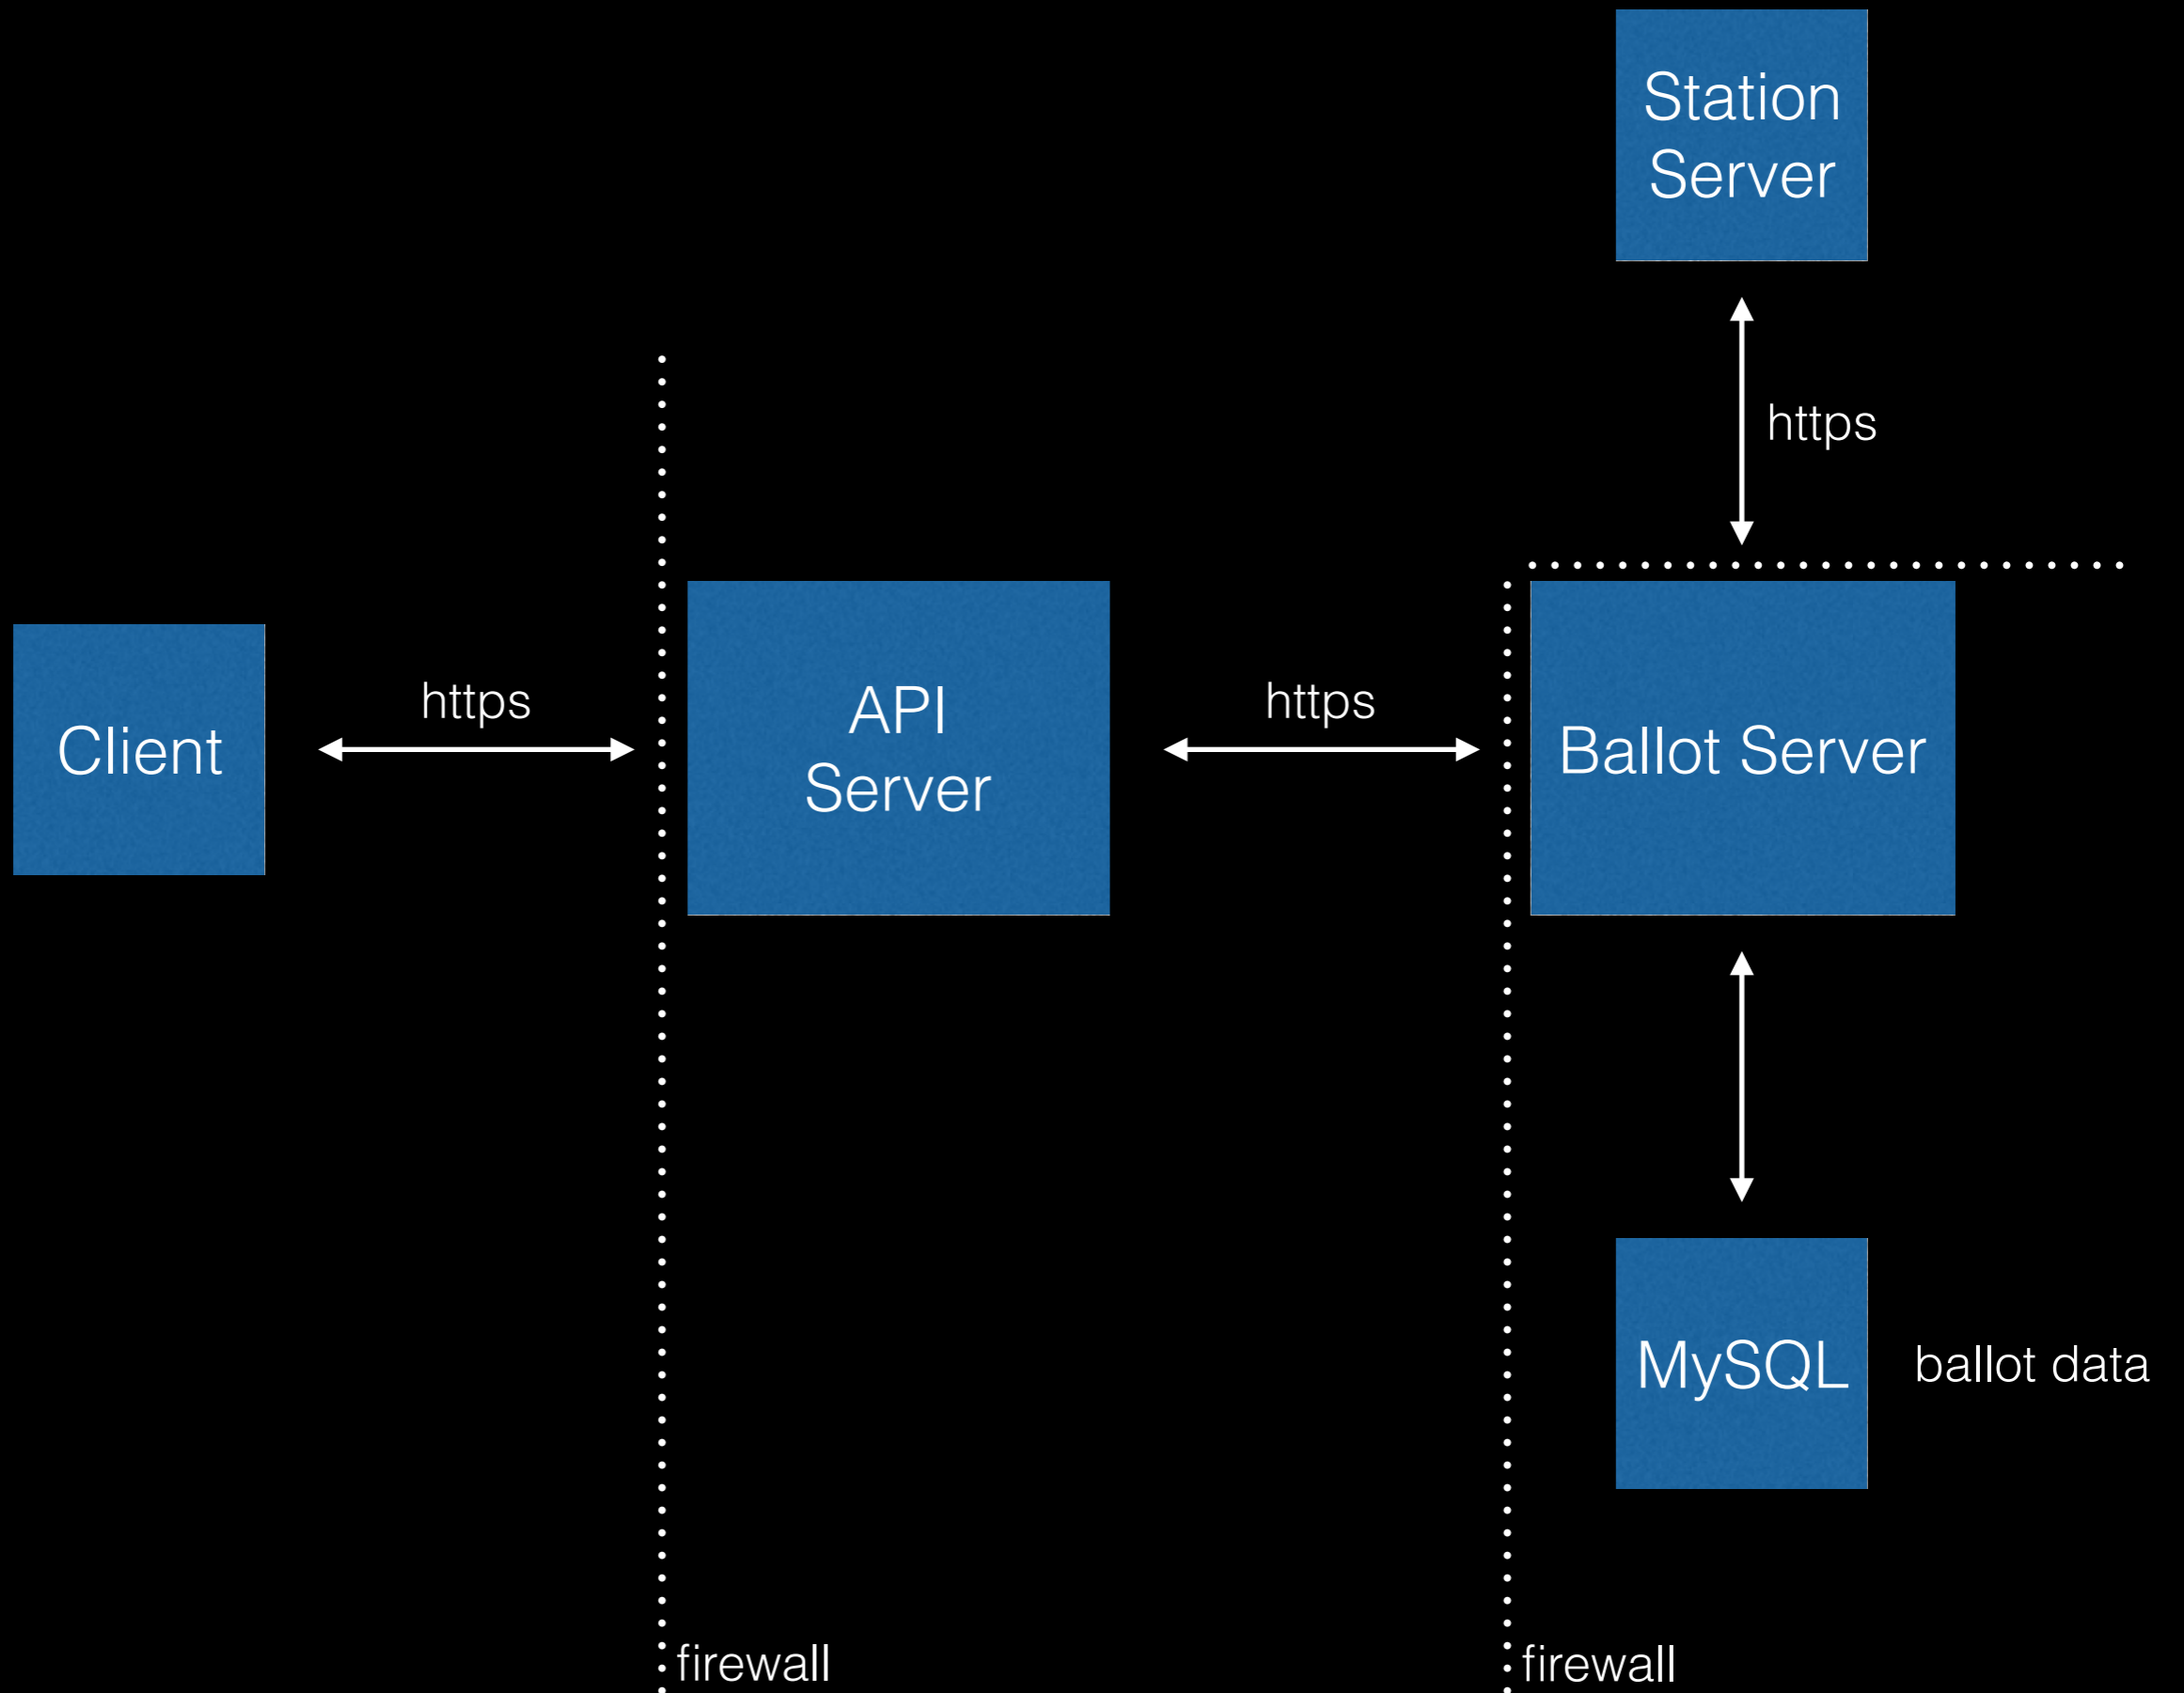 Station
Server
https
Client
https
API
Server
https
Ballot Server
MySQL
ballot data
firewall
firewall